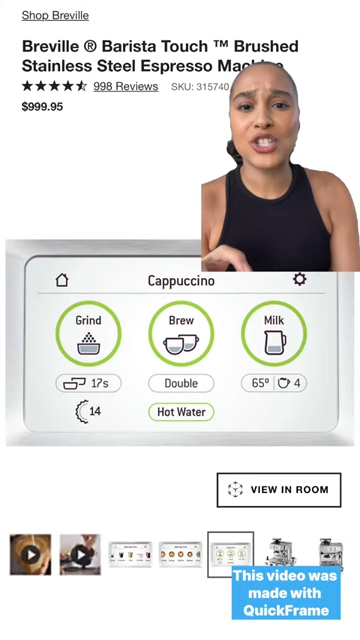 Shop Breville
Breville ® Barista Touch ™ Brushed
Stainless Steel Espresso Machine
998 Reviews SKU: 315740
$999.95
Cappuccino
Grind
Brew
Milk
17s
Double
65° 4
14
Hot Water
VIEW IN ROOM
This video was
made with
QuickFrame